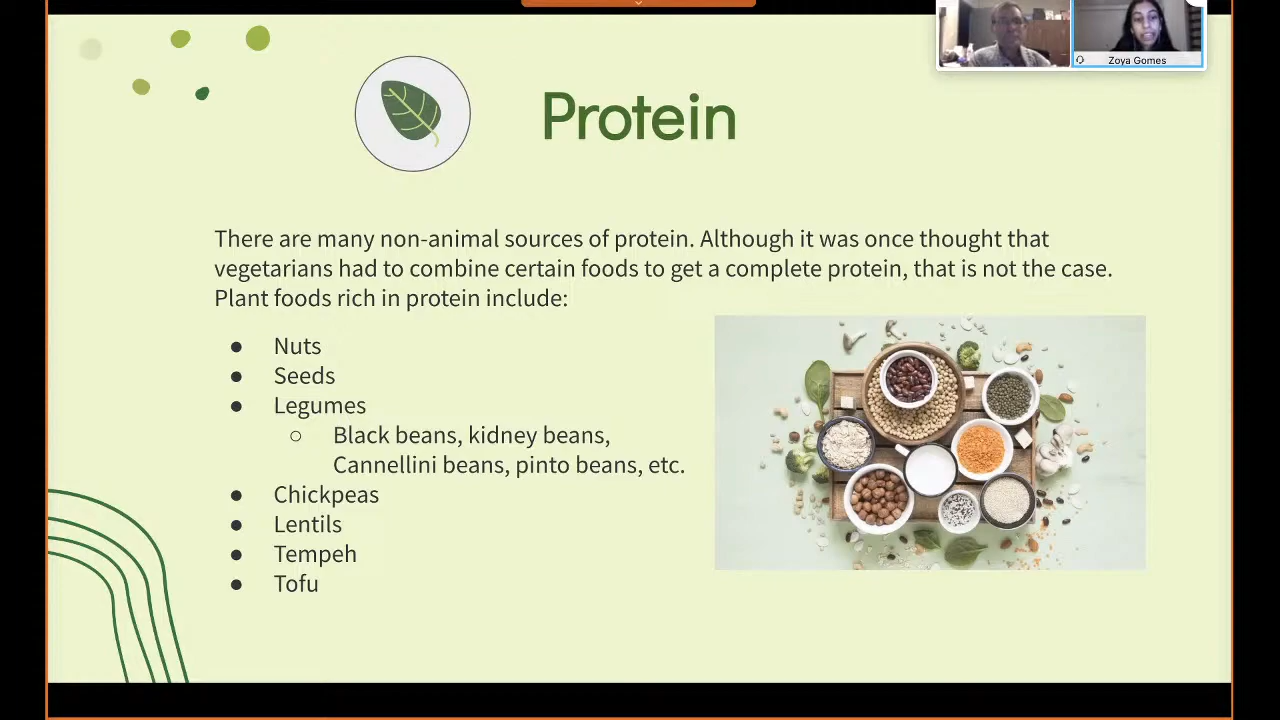 Zoya Gomes
Protein
There are many non-animal sources of protein. Although it was once thought that
vegetarians had to combine certain foods to get a complete protein, that is not the case.
Plant foods rich in protein include:
● Nuts
● Seeds
● Legumes
○ Black beans, kidney beans,
Cannellini beans, pinto beans, etc.
● Chickpeas
● Lentils
● Tempeh
● Tofu